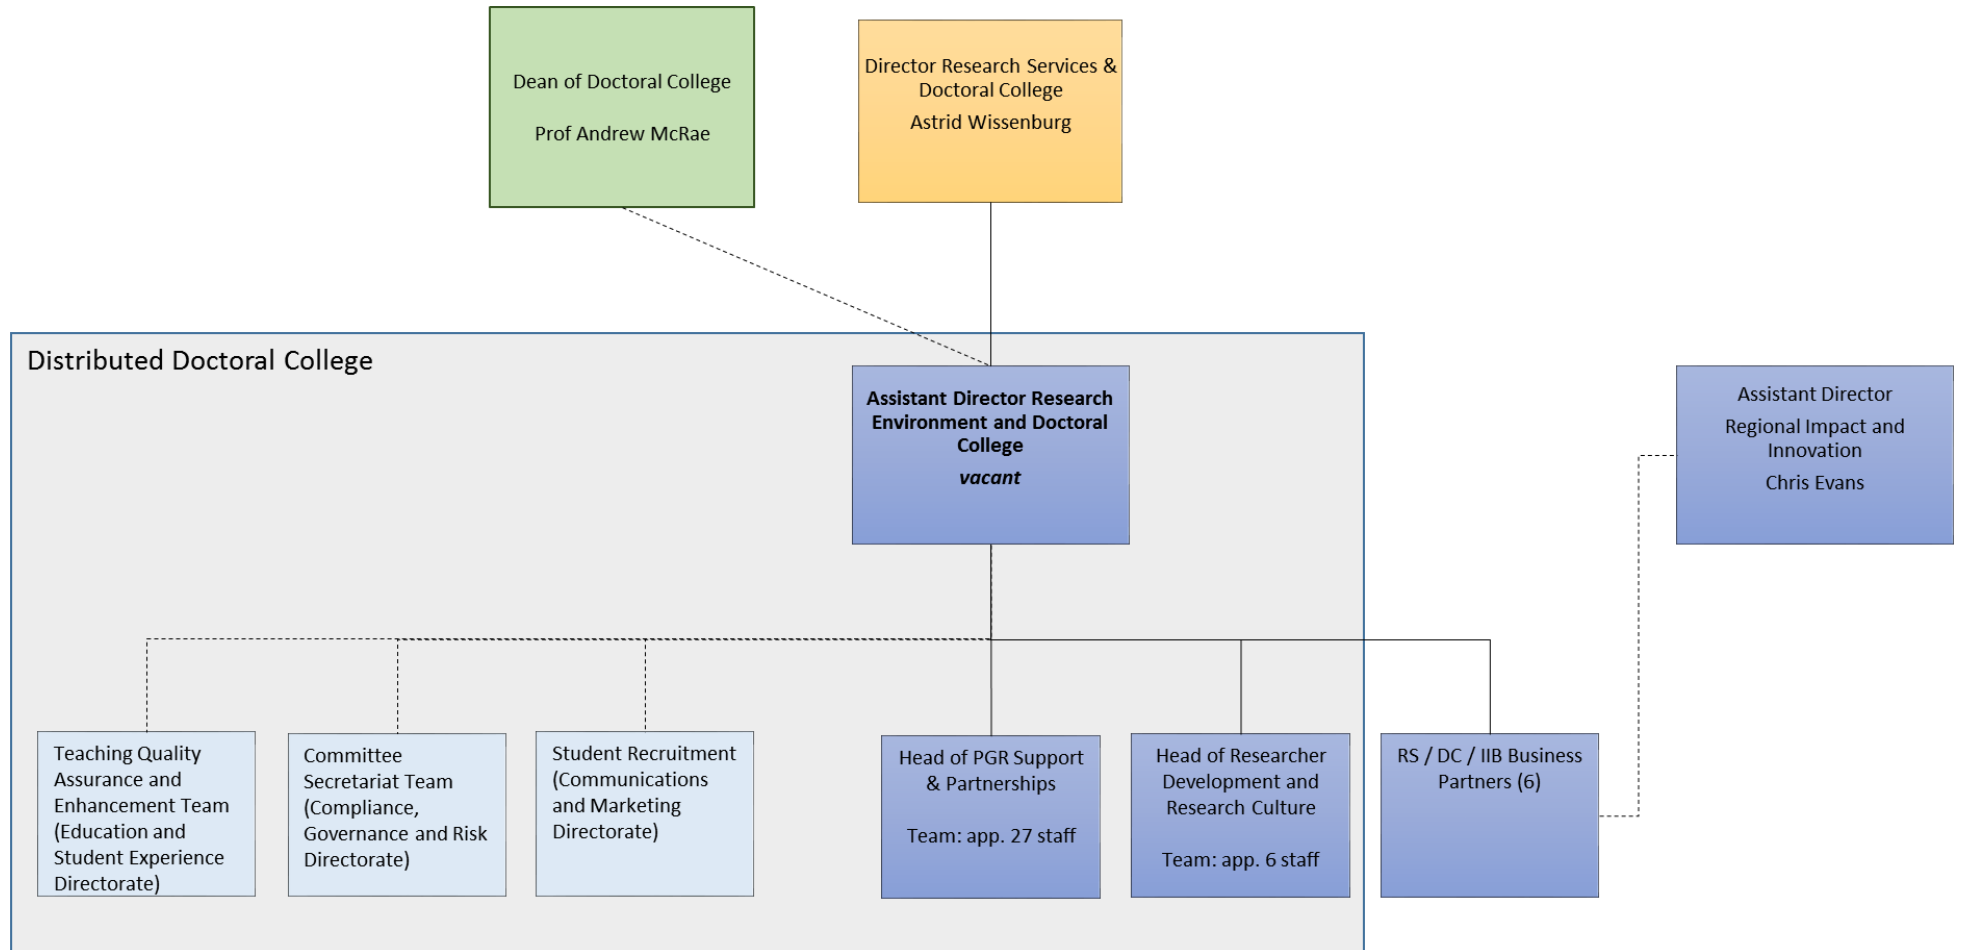 Dean of Doctoral College
Prof Andrew McRae
Director Research Services &
Doctoral College
Astrid Wissenburg
Distributed Doctoral College
Assistant Director Research
Environment and Doctoral
College
vacant
Assistant Director
Regional Impact and
Innovation
Chris Evans
Teaching Quality
Assurance and
Enhancement Team
(Education and
Student Experience
Directorate)
Committee
Secretariat Team
(Compliance,
Governance and Risk
Directorate)
Student Recruitment
(Communications
and Marketing
Directorate)
Head of PGR Support
& Partnerships
Team: app. 27 staff
Head of Researcher
Development and
Research Culture
Team: app. 6 staff
RS / DC / IIB Business
Partners (6)